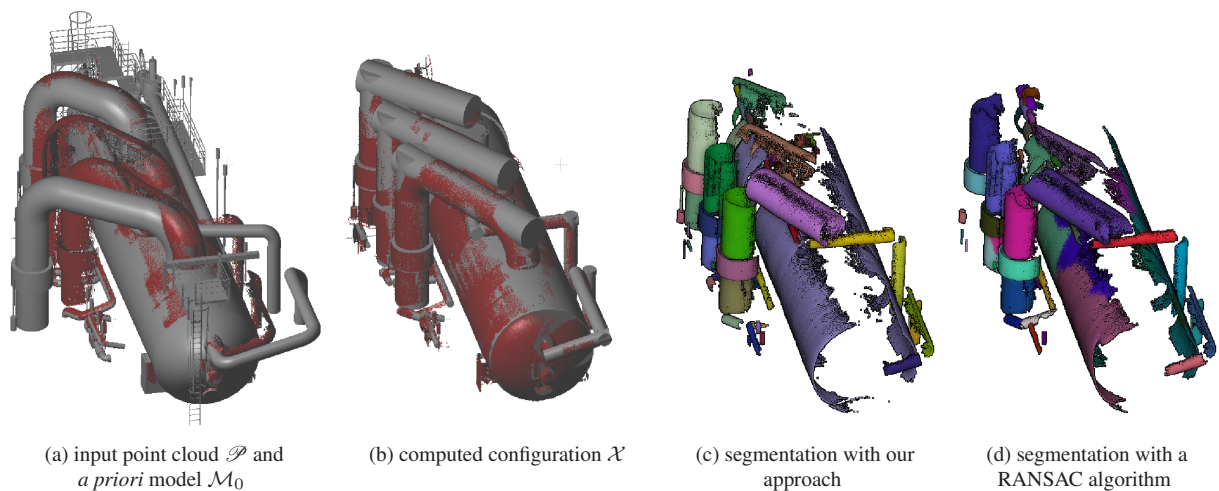 (a) input point cloud 𝒫 and
a priori model ℳ₀
(b) computed configuration 𝒳
(c) segmentation with our
approach
(d) segmentation with a
RANSAC algorithm